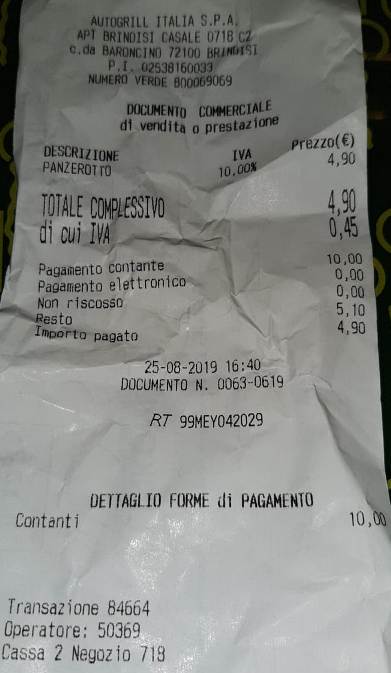 AUTOGRILL ITALIA S.P.A.
APT BRINDISI CASALE 0718 C2
c.da BARONCINO 72100 BRINDISI
P.I. 02538160033
NUMERO VERDE 800069069
DOCUMENTO COMMERCIALE
di vendita o prestazione
DESCRIZIONE IVA Prezzo(€)
PANZEROTTO 10,00% 4,90
TOTALE COMPLESSIVO 4,90
di cui IVA 0,45
Pagamento contante 10,00
Pagamento elettronico 0,00
Non riscosso 0,00
Resto 5,10
Importo pagato 4,90
25-08-2019 16:40
DOCUMENTO N. 0063-0619
RT 99MEY042029
DETTAGLIO FORME di PAGAMENTO
Contanti 10,00
Transazione 84664
Operatore: 50369
Cassa 2 Negozio 718